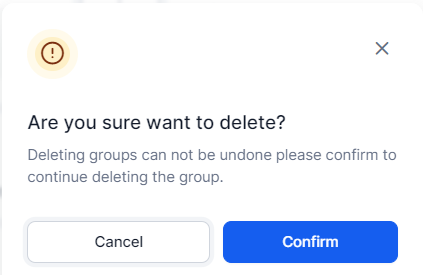 Are you sure want to delete?
Deleting groups can not be undone please confirm to
continue deleting the group.
Cancel
Confirm